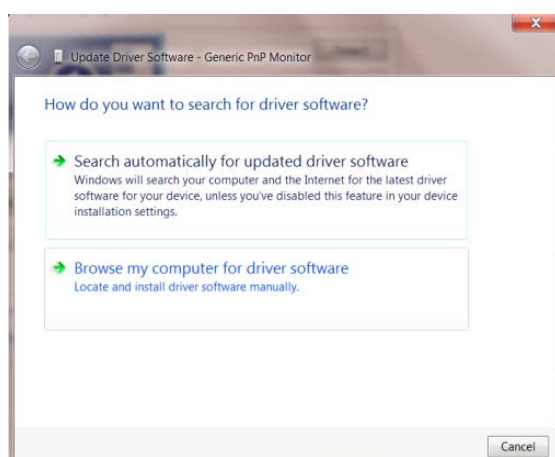 Update Driver Software - Generic PnP Monitor
How do you want to search for driver software?
Search automatically for updated driver software
Windows will search your computer and the Internet for the latest driver
software for your device, unless you've disabled this feature in your device
installation settings.
Browse my computer for driver software
Locate and install driver software manually.
Cancel